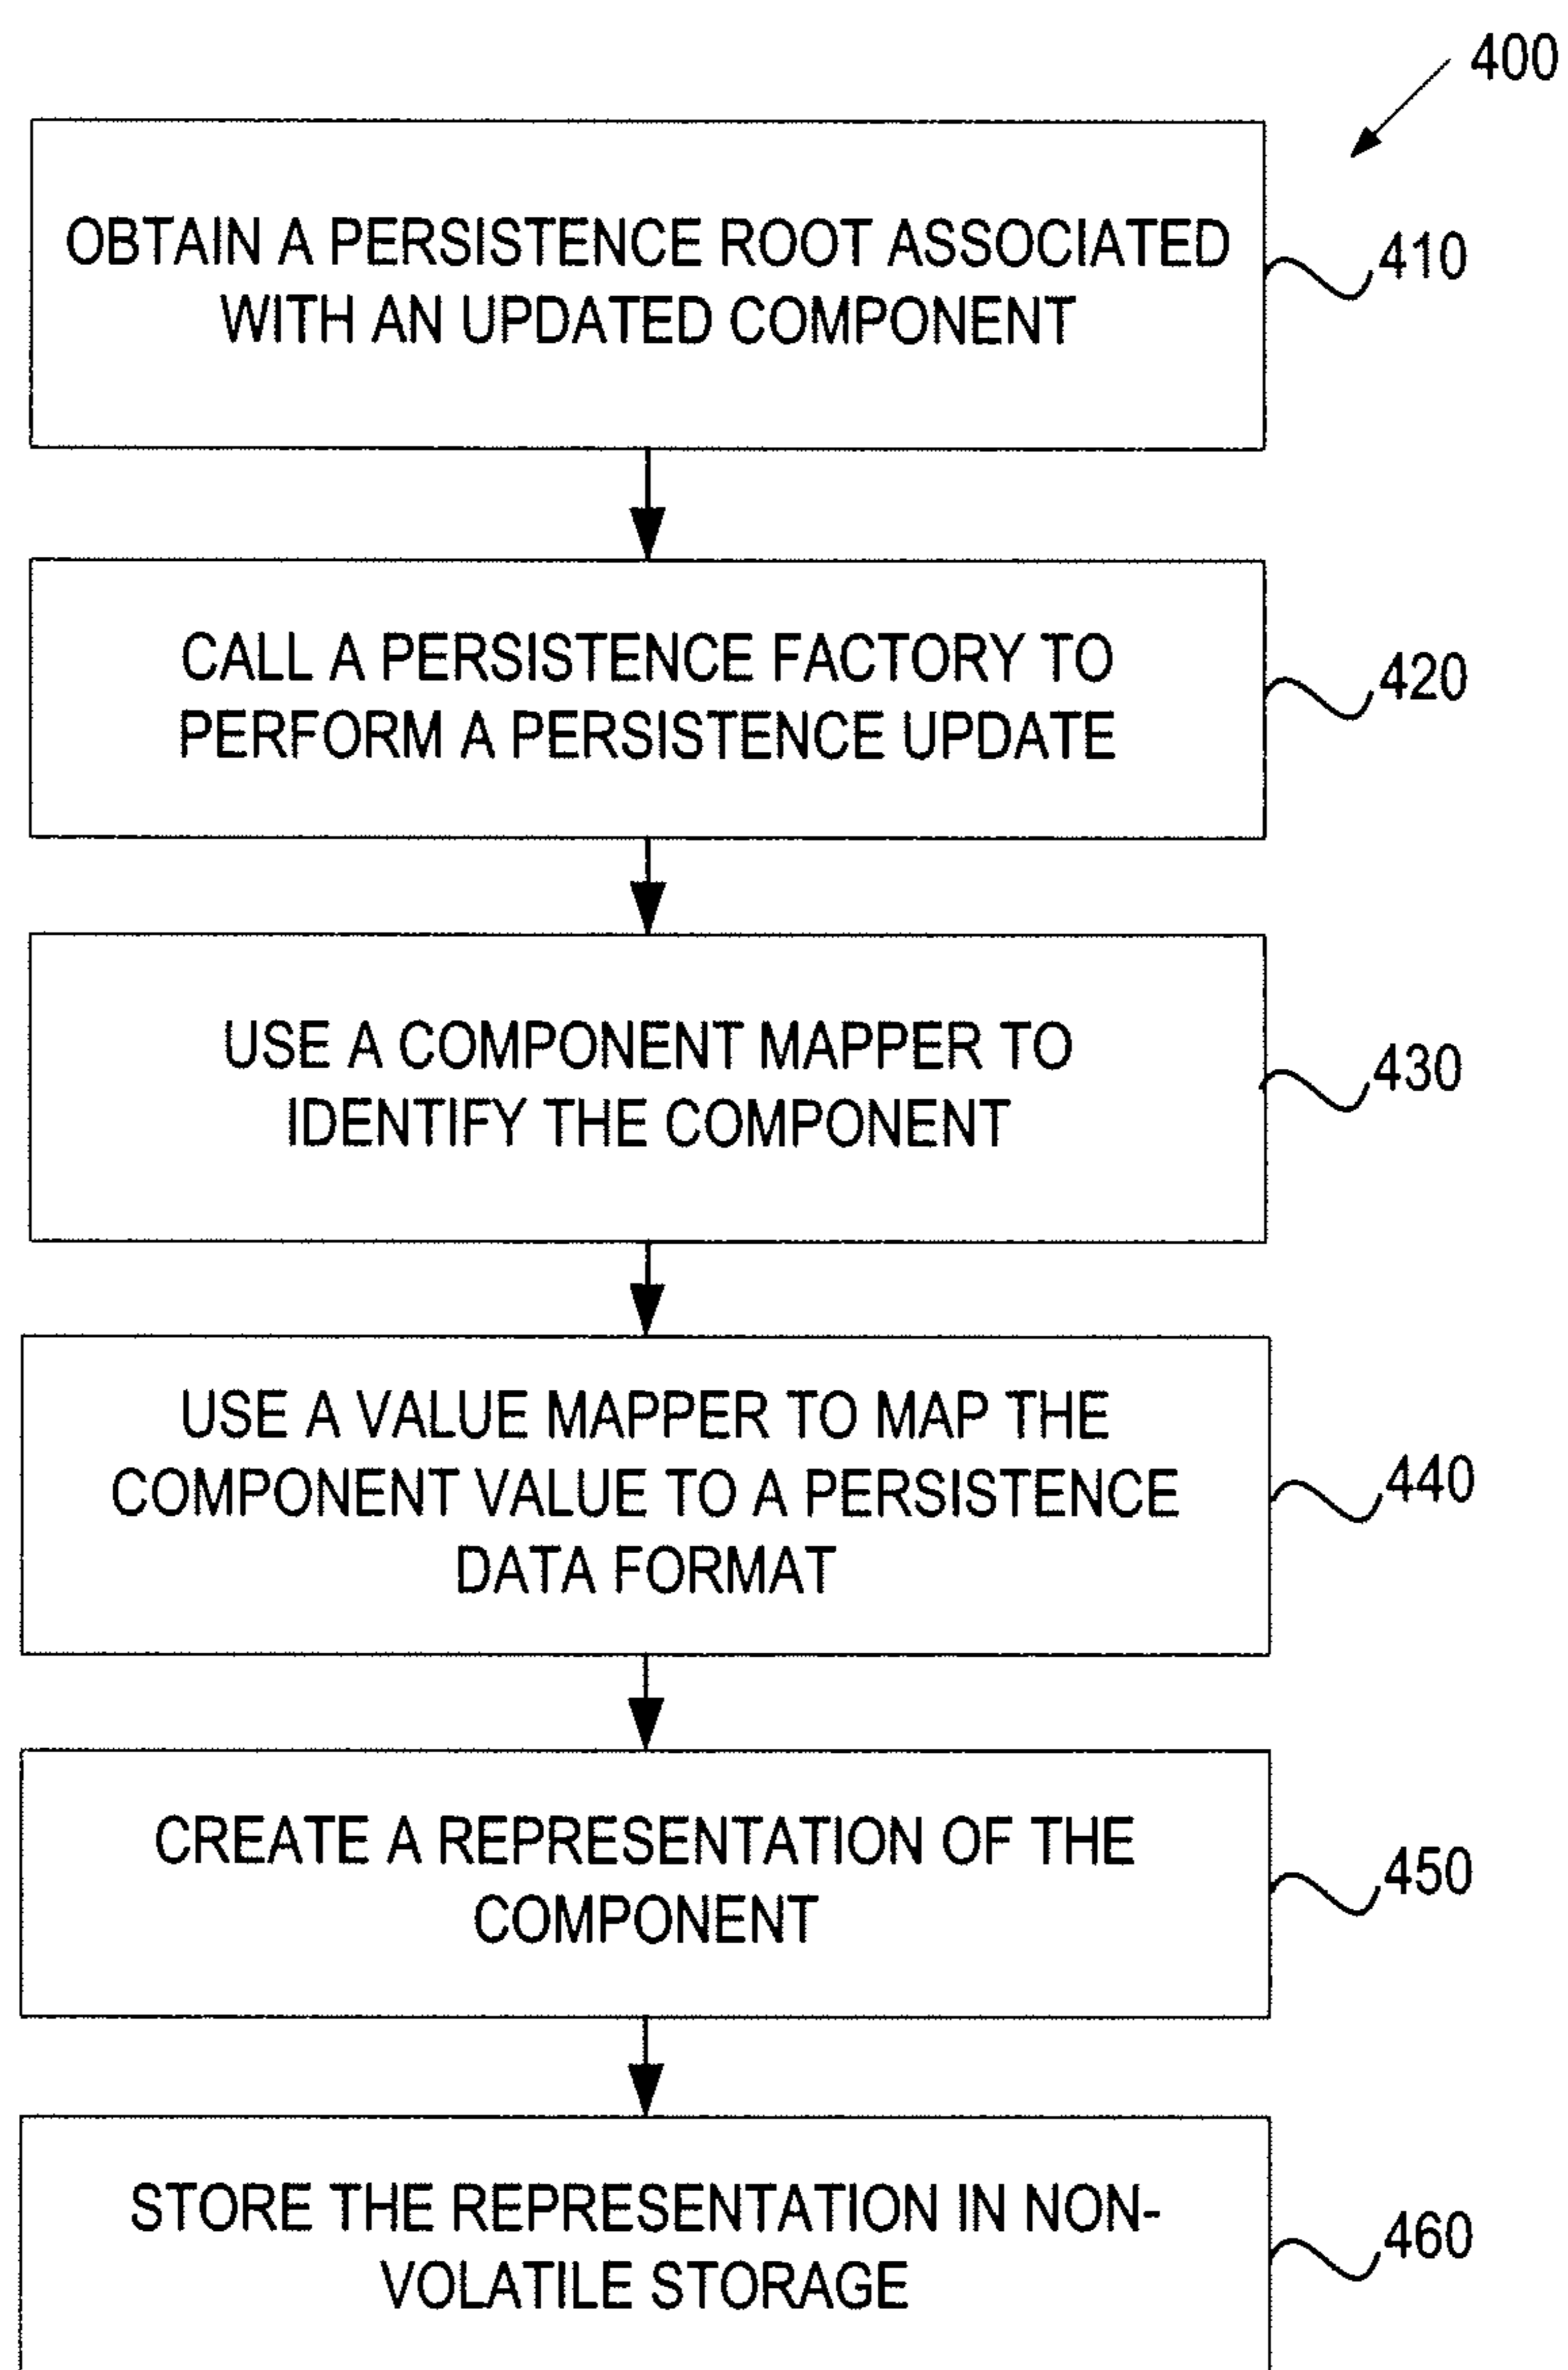 400
OBTAIN A PERSISTENCE ROOT ASSOCIATED
WITH AN UPDATED COMPONENT
410
CALL A PERSISTENCE FACTORY TO
PERFORM A PERSISTENCE UPDATE
420
USE A COMPONENT MAPPER TO
IDENTIFY THE COMPONENT
430
USE A VALUE MAPPER TO MAP THE
COMPONENT VALUE TO A PERSISTENCE
DATA FORMAT
440
CREATE A REPRESENTATION OF THE
COMPONENT
450
STORE THE REPRESENTATION IN NON-
VOLATILE STORAGE
460